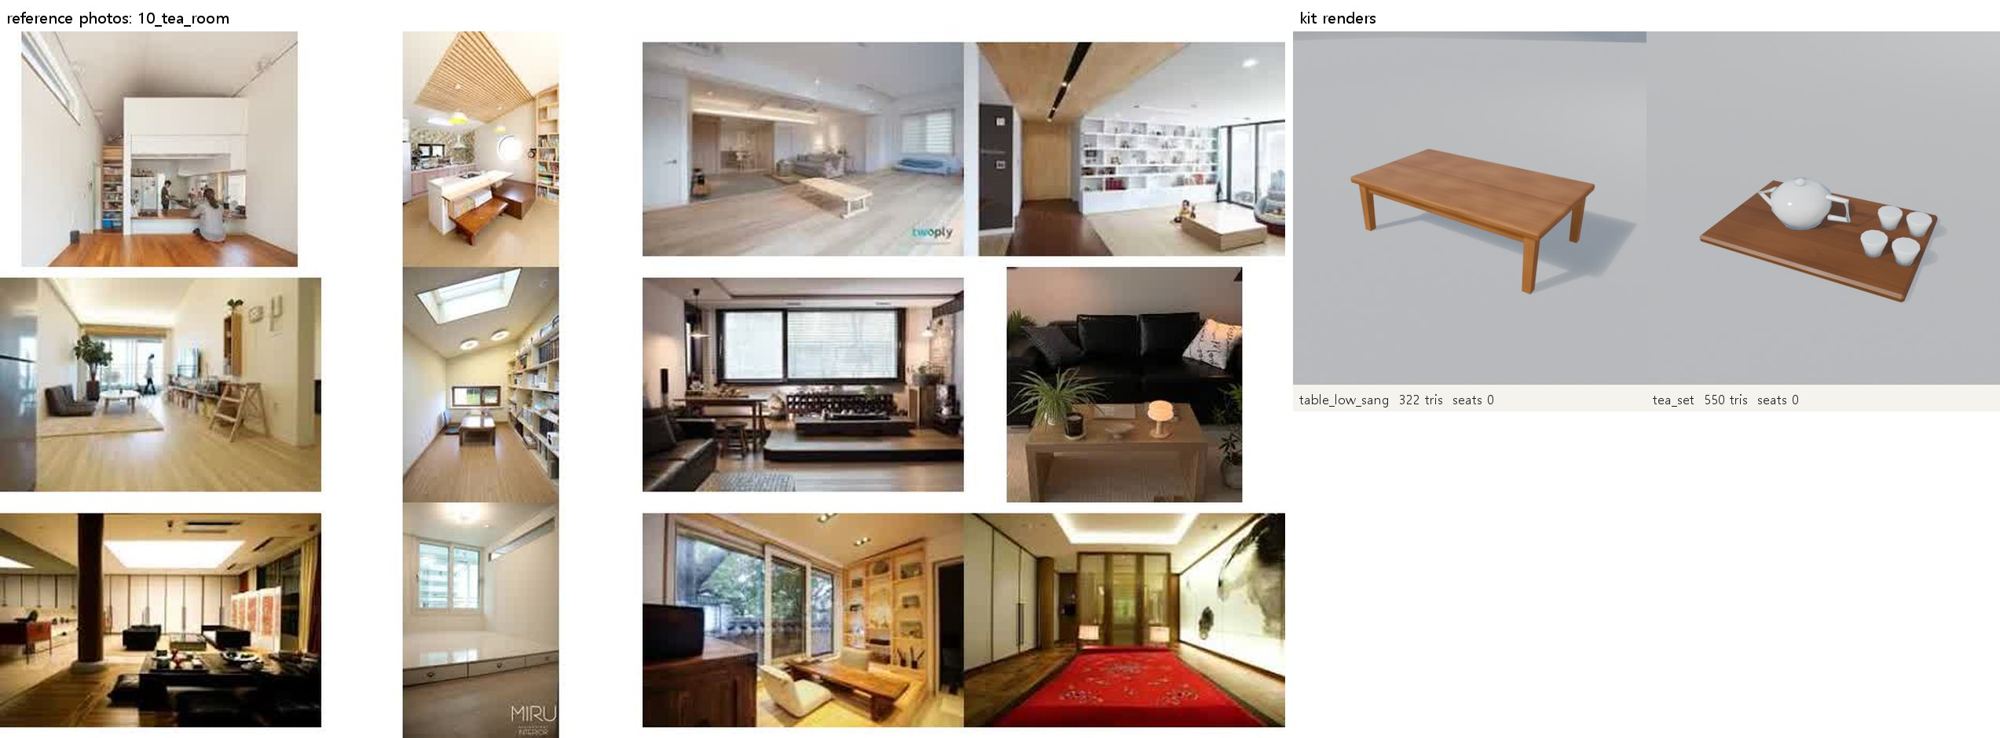 reference photos: 10_tea_room
kit renders
twoply
table_low_sang 322 tris seats 0
tea_set 550 tris seats 0
MIRU
INTERIOR